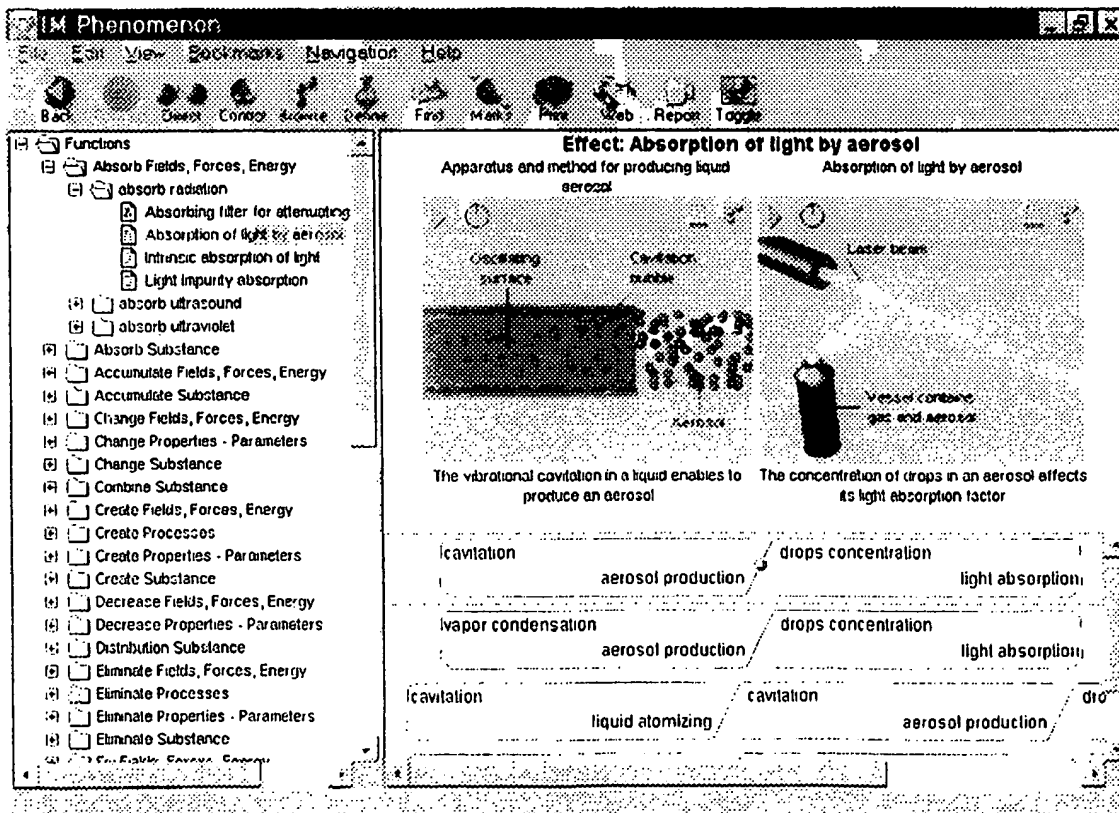 IM Phenomenon
File Edit View Bookmarks Navigation Help
Back Direct Control Browse Define Find Marks Print Web Report Toggle
Functions
Absorb Fields, Forces, Energy
absorb radiation
Absorbing filter for attenuating
Absorption of light by aerosol
Intrinsic absorption of light
Light Impurity absorption
absorb ultrasound
absorb ultraviolet
Absorb Substance
Accumulate Fields, Forces, Energy
Accumulate Substance
Change Fields, Forces, Energy
Change Properties - Parameters
Change Substance
Combine Substance
Create Fields, Forces, Energy
Create Processes
Create Properties - Parameters
Create Substance
Decrease Fields, Forces, Energy
Decrease Properties - Parameters
Distribution Substance
Eliminate Fields, Forces, Energy
Eliminate Processes
Eliminate Properties - Parameters
Eliminate Substance
Effect: Absorption of light by aerosol
Apparatus and method for producing liquid
aerosol
Oscillating
surface
Cavitation
bubble
Aerosol
The vibrational cavitation in a liquid enables to
produce an aerosol
Absorption of light by aerosol
Laser beam
Vessel contains
gas and aerosol
The concentration of drops in an aerosol effects
its light absorption factor
cavitation
aerosol production
drops concentration
light absorption
vapor condensation
aerosol production
drops concentration
light absorption
cavitation
liquid atomizing
cavitation
aerosol production
dro